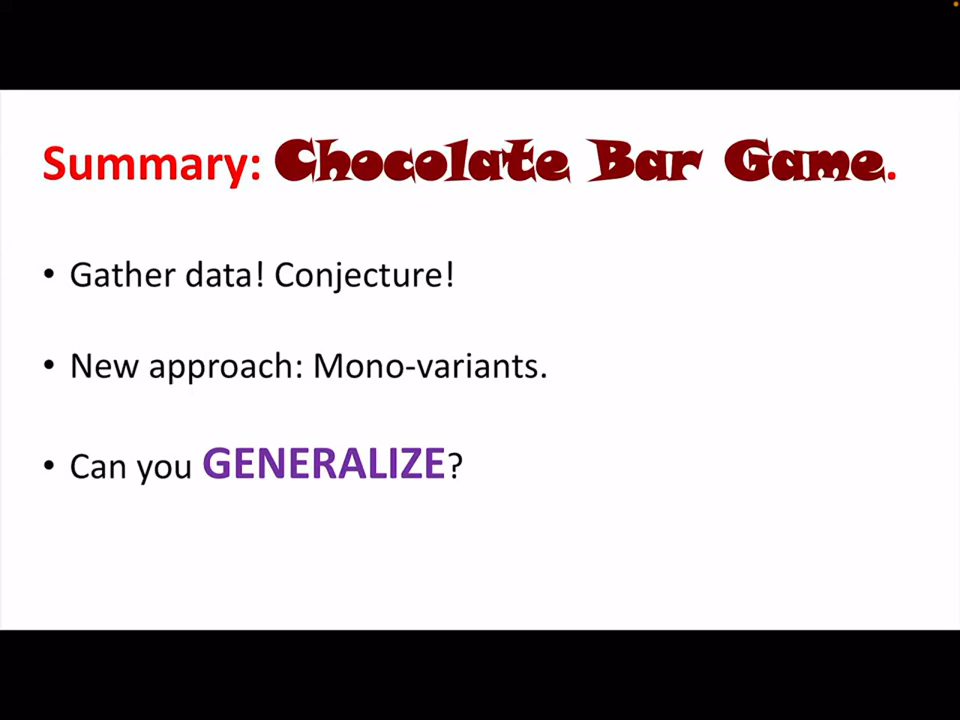 Summary: Chocolate Bar Game.
• Gather data! Conjecture!
• New approach: Mono-variants.
• Can you GENERALIZE?